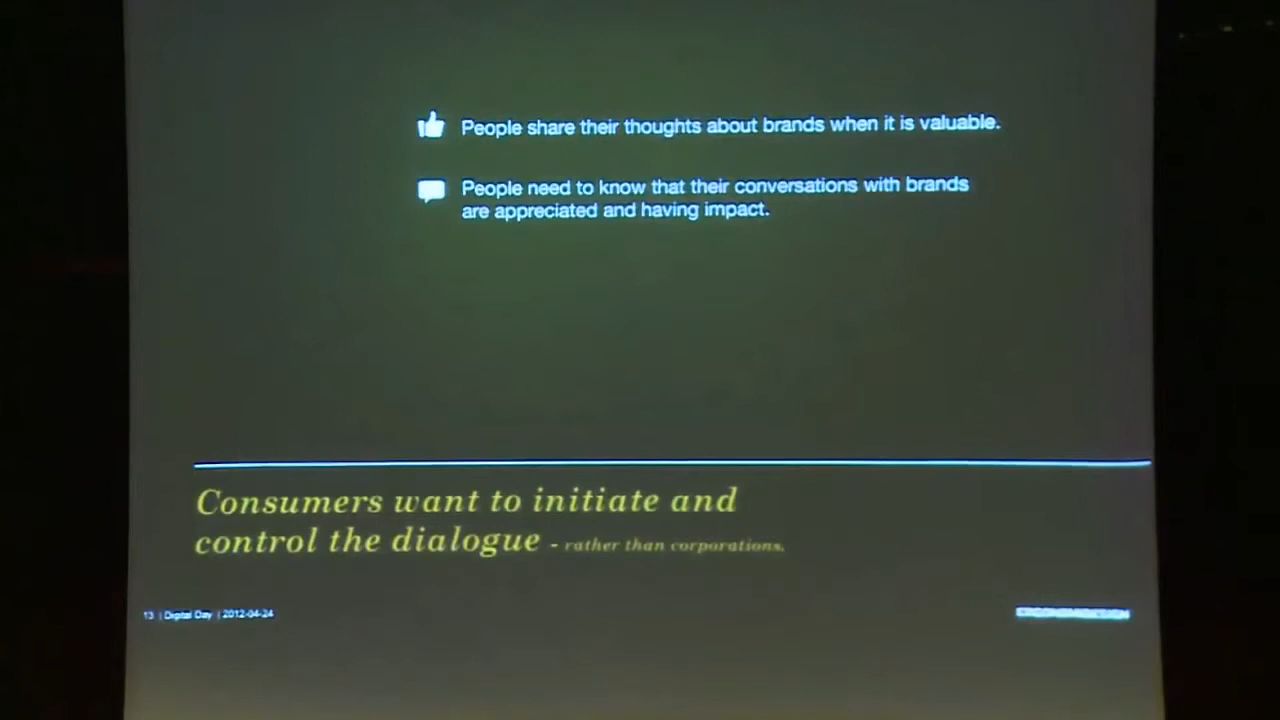 People share their thoughts about brands when it is valuable.
People need to know that their conversations with brands
are appreciated and having impact.
Consumers want to initiate and
control the dialogue - rather than corporations.
13 | Digital Day | 2012-04-24